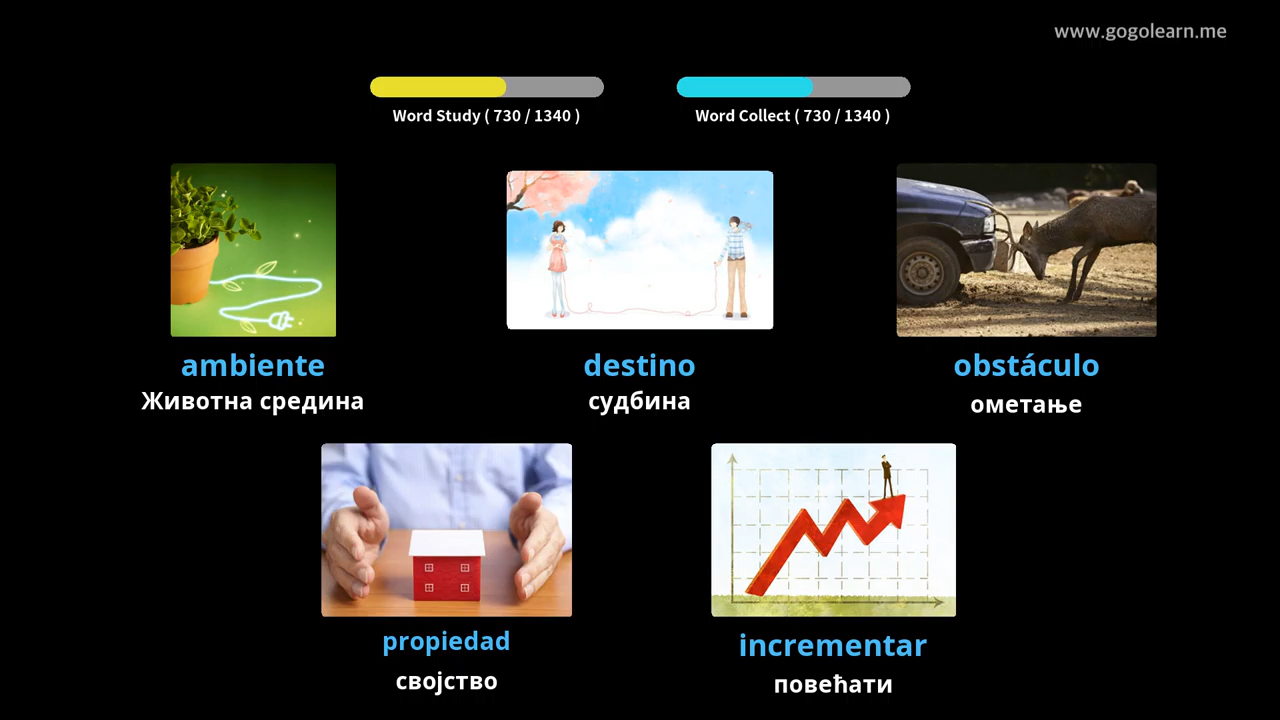 www.gogolearn.me
Word Study ( 730 / 1340 )
Word Collect ( 730 / 1340 )
ambiente
Животна средина
destino
судбина
obstáculo
ометање
propiedad
својство
incrementar
повећати